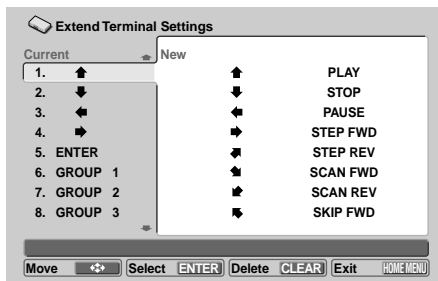 Extend Terminal Settings
Current New
1. ⬆ ⬆ PLAY
2. ⬇ ⬇ STOP
3. ⬅ ⬅ PAUSE
4. ➡ ➡ STEP FWD
5. ENTER STEP REV
6. GROUP 1 SCAN FWD
7. GROUP 2 SCAN REV
8. GROUP 3 SKIP FWD
Move Select ENTER Delete CLEAR Exit HOME MENU